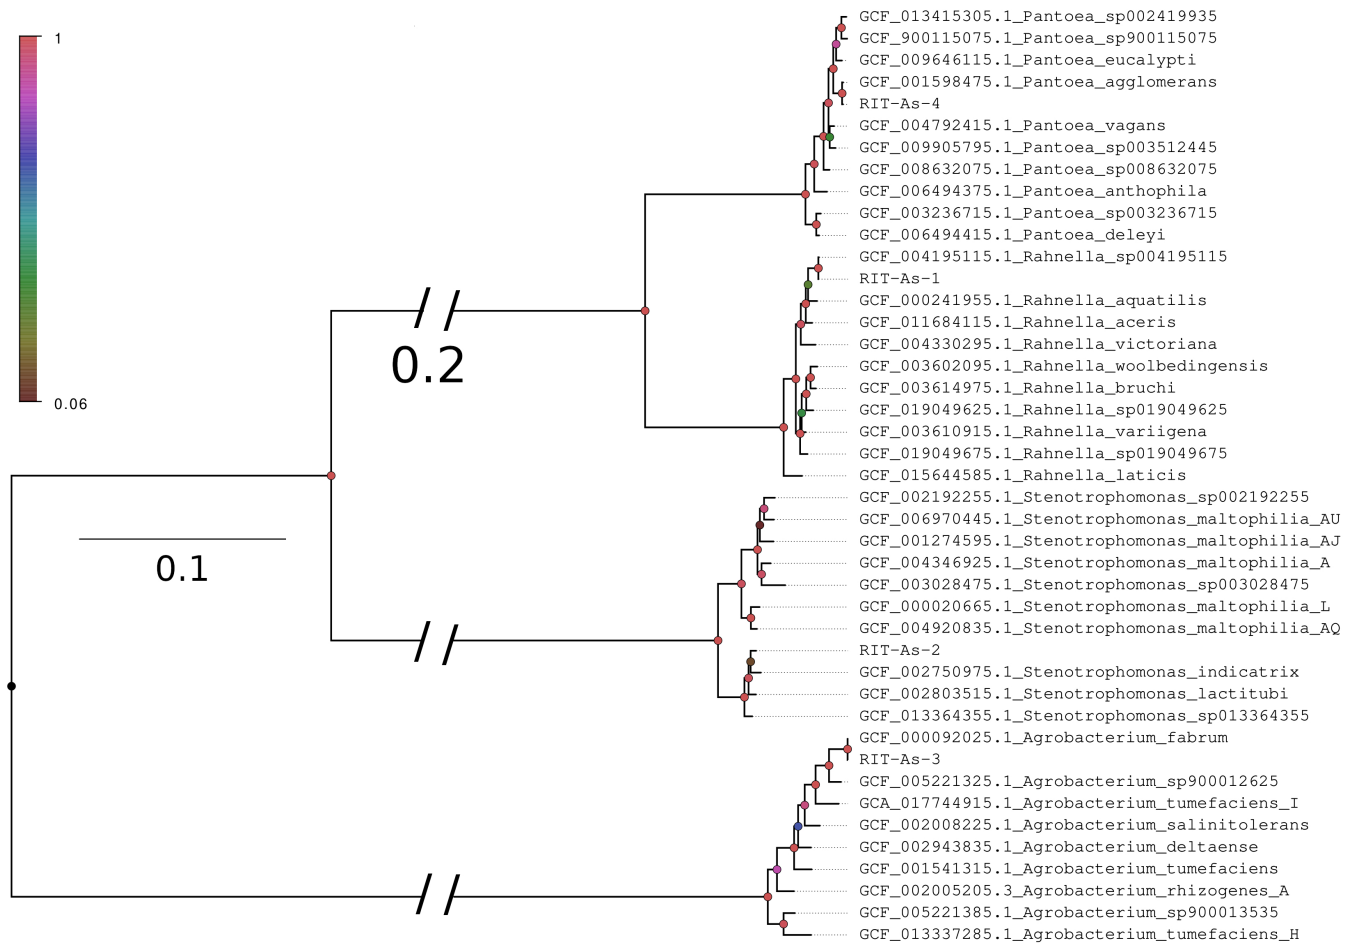 1
0.06
GCF_013415305.1_Pantoea_sp002419935
GCF_900115075.1_Pantoea_sp900115075
GCF_009646115.1_Pantoea_eucalypti
GCF_001598475.1_Pantoea_agglomerans
RIT-As-4
GCF_004792415.1_Pantoea_vagans
GCF_009905795.1_Pantoea_sp003512445
GCF_008632075.1_Pantoea_sp008632075
GCF_006494375.1_Pantoea_anthophila
GCF_003236715.1_Pantoea_sp003236715
GCF_006494415.1_Pantoea_deleyi
GCF_004195115.1_Rahnella_sp004195115
RIT-As-1
GCF_000241955.1_Rahnella_aquatilis
GCF_011684115.1_Rahnella_aceris
GCF_004330295.1_Rahnella_victoriana
GCF_003602095.1_Rahnella_woolbedingensis
GCF_003614975.1_Rahnella_bruchi
GCF_019049625.1_Rahnella_sp019049625
GCF_003610915.1_Rahnella_variigena
GCF_019049675.1_Rahnella_sp019049675
GCF_015644585.1_Rahnella_laticis
GCF_002192255.1_Stenotrophomonas_sp002192255
GCF_006970445.1_Stenotrophomonas_maltophilia_AU
GCF_001274595.1_Stenotrophomonas_maltophilia_AJ
GCF_004346925.1_Stenotrophomonas_maltophilia_A
GCF_003028475.1_Stenotrophomonas_sp003028475
GCF_000020665.1_Stenotrophomonas_maltophilia_L
GCF_004920835.1_Stenotrophomonas_maltophilia_AQ
RIT-As-2
GCF_002750975.1_Stenotrophomonas_indicatrix
GCF_002803515.1_Stenotrophomonas_lactitubi
GCF_013364355.1_Stenotrophomonas_sp013364355
GCF_000092025.1_Agrobacterium_fabrum
RIT-As-3
GCF_005221325.1_Agrobacterium_sp900012625
GCA_017744915.1_Agrobacterium_tumefaciens_I
GCF_002008225.1_Agrobacterium_salinitolerans
GCF_002943835.1_Agrobacterium_deltaense
GCF_001541315.1_Agrobacterium_tumefaciens
GCF_002005205.3_Agrobacterium_rhizogenes_A
GCF_005221385.1_Agrobacterium_sp900013535
GCF_013337285.1_Agrobacterium_tumefaciens_H
0.2
0.1